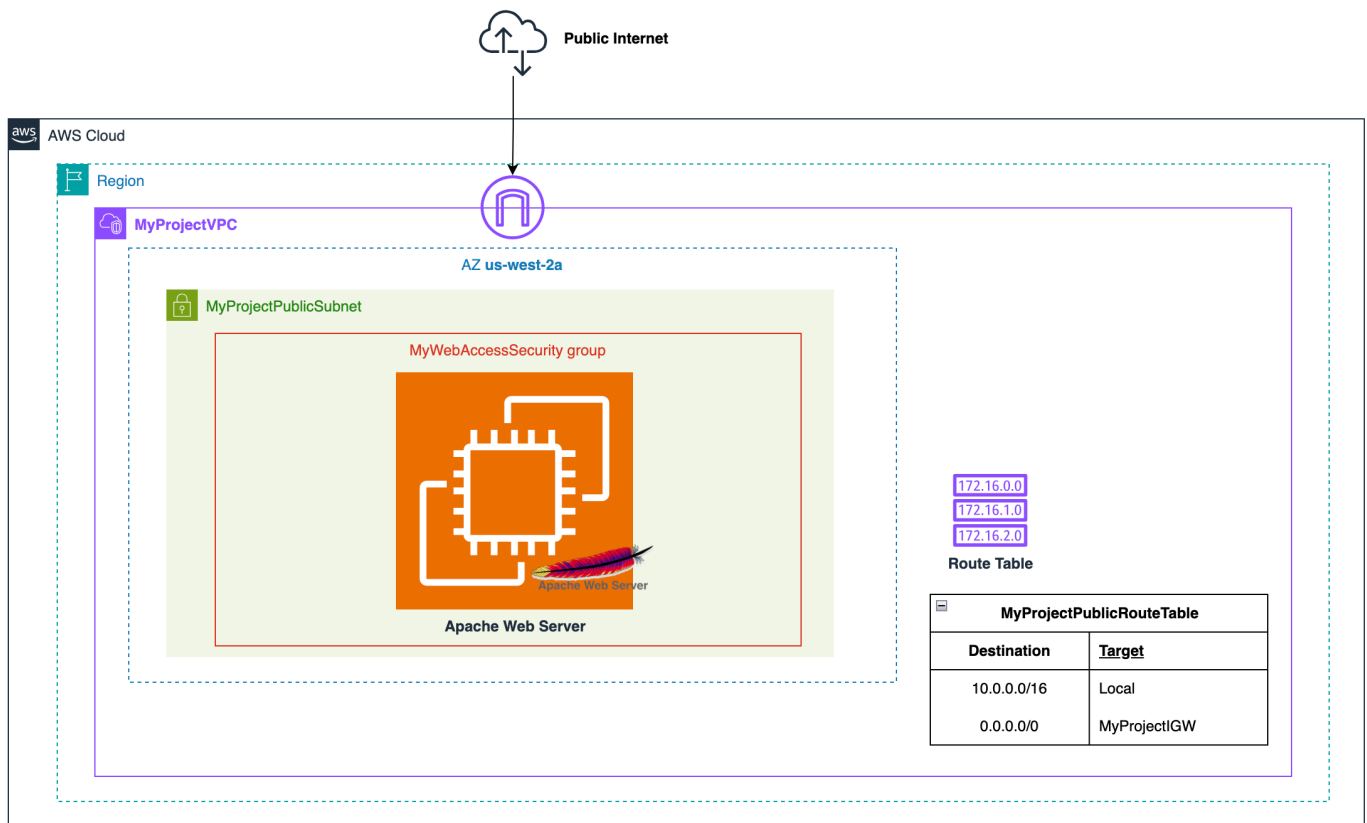 Public Internet
aws
AWS Cloud
Region
MyProjectVPC
AZ us-west-2a
MyProjectPublicSubnet
MyWebAccessSecurity group
Apache Web Server
Apache Web Server
172.16.0.0
172.16.1.0
172.16.2.0
Route Table
MyProjectPublicRouteTable
Destination Target
10.0.0.0/16 Local
0.0.0.0/0 MyProjectIGW